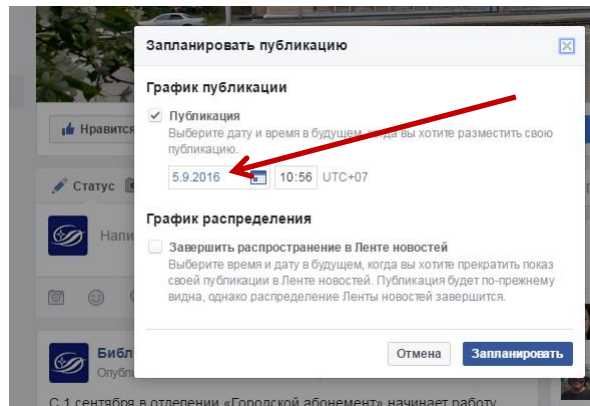 Запланировать публикацию
График публикации
Публикация
Выберите дату и время в будущем, когда вы хотите разместить свою
публикацию.
5.9.2016 10:56 UTC+07
График распределения
Завершить распространение в Ленте новостей
Выберите время и дату в будущем, когда вы хотите прекратить показ
своей публикации в Ленте новостей. Публикация будет по-прежнему
видна, однако распределение Ленты новостей завершится.
Отмена Запланировать
Нравится
Статус
Напи
Библ
Опубл
С 1 сентября в отделении «Городской абонемент» начинает работу